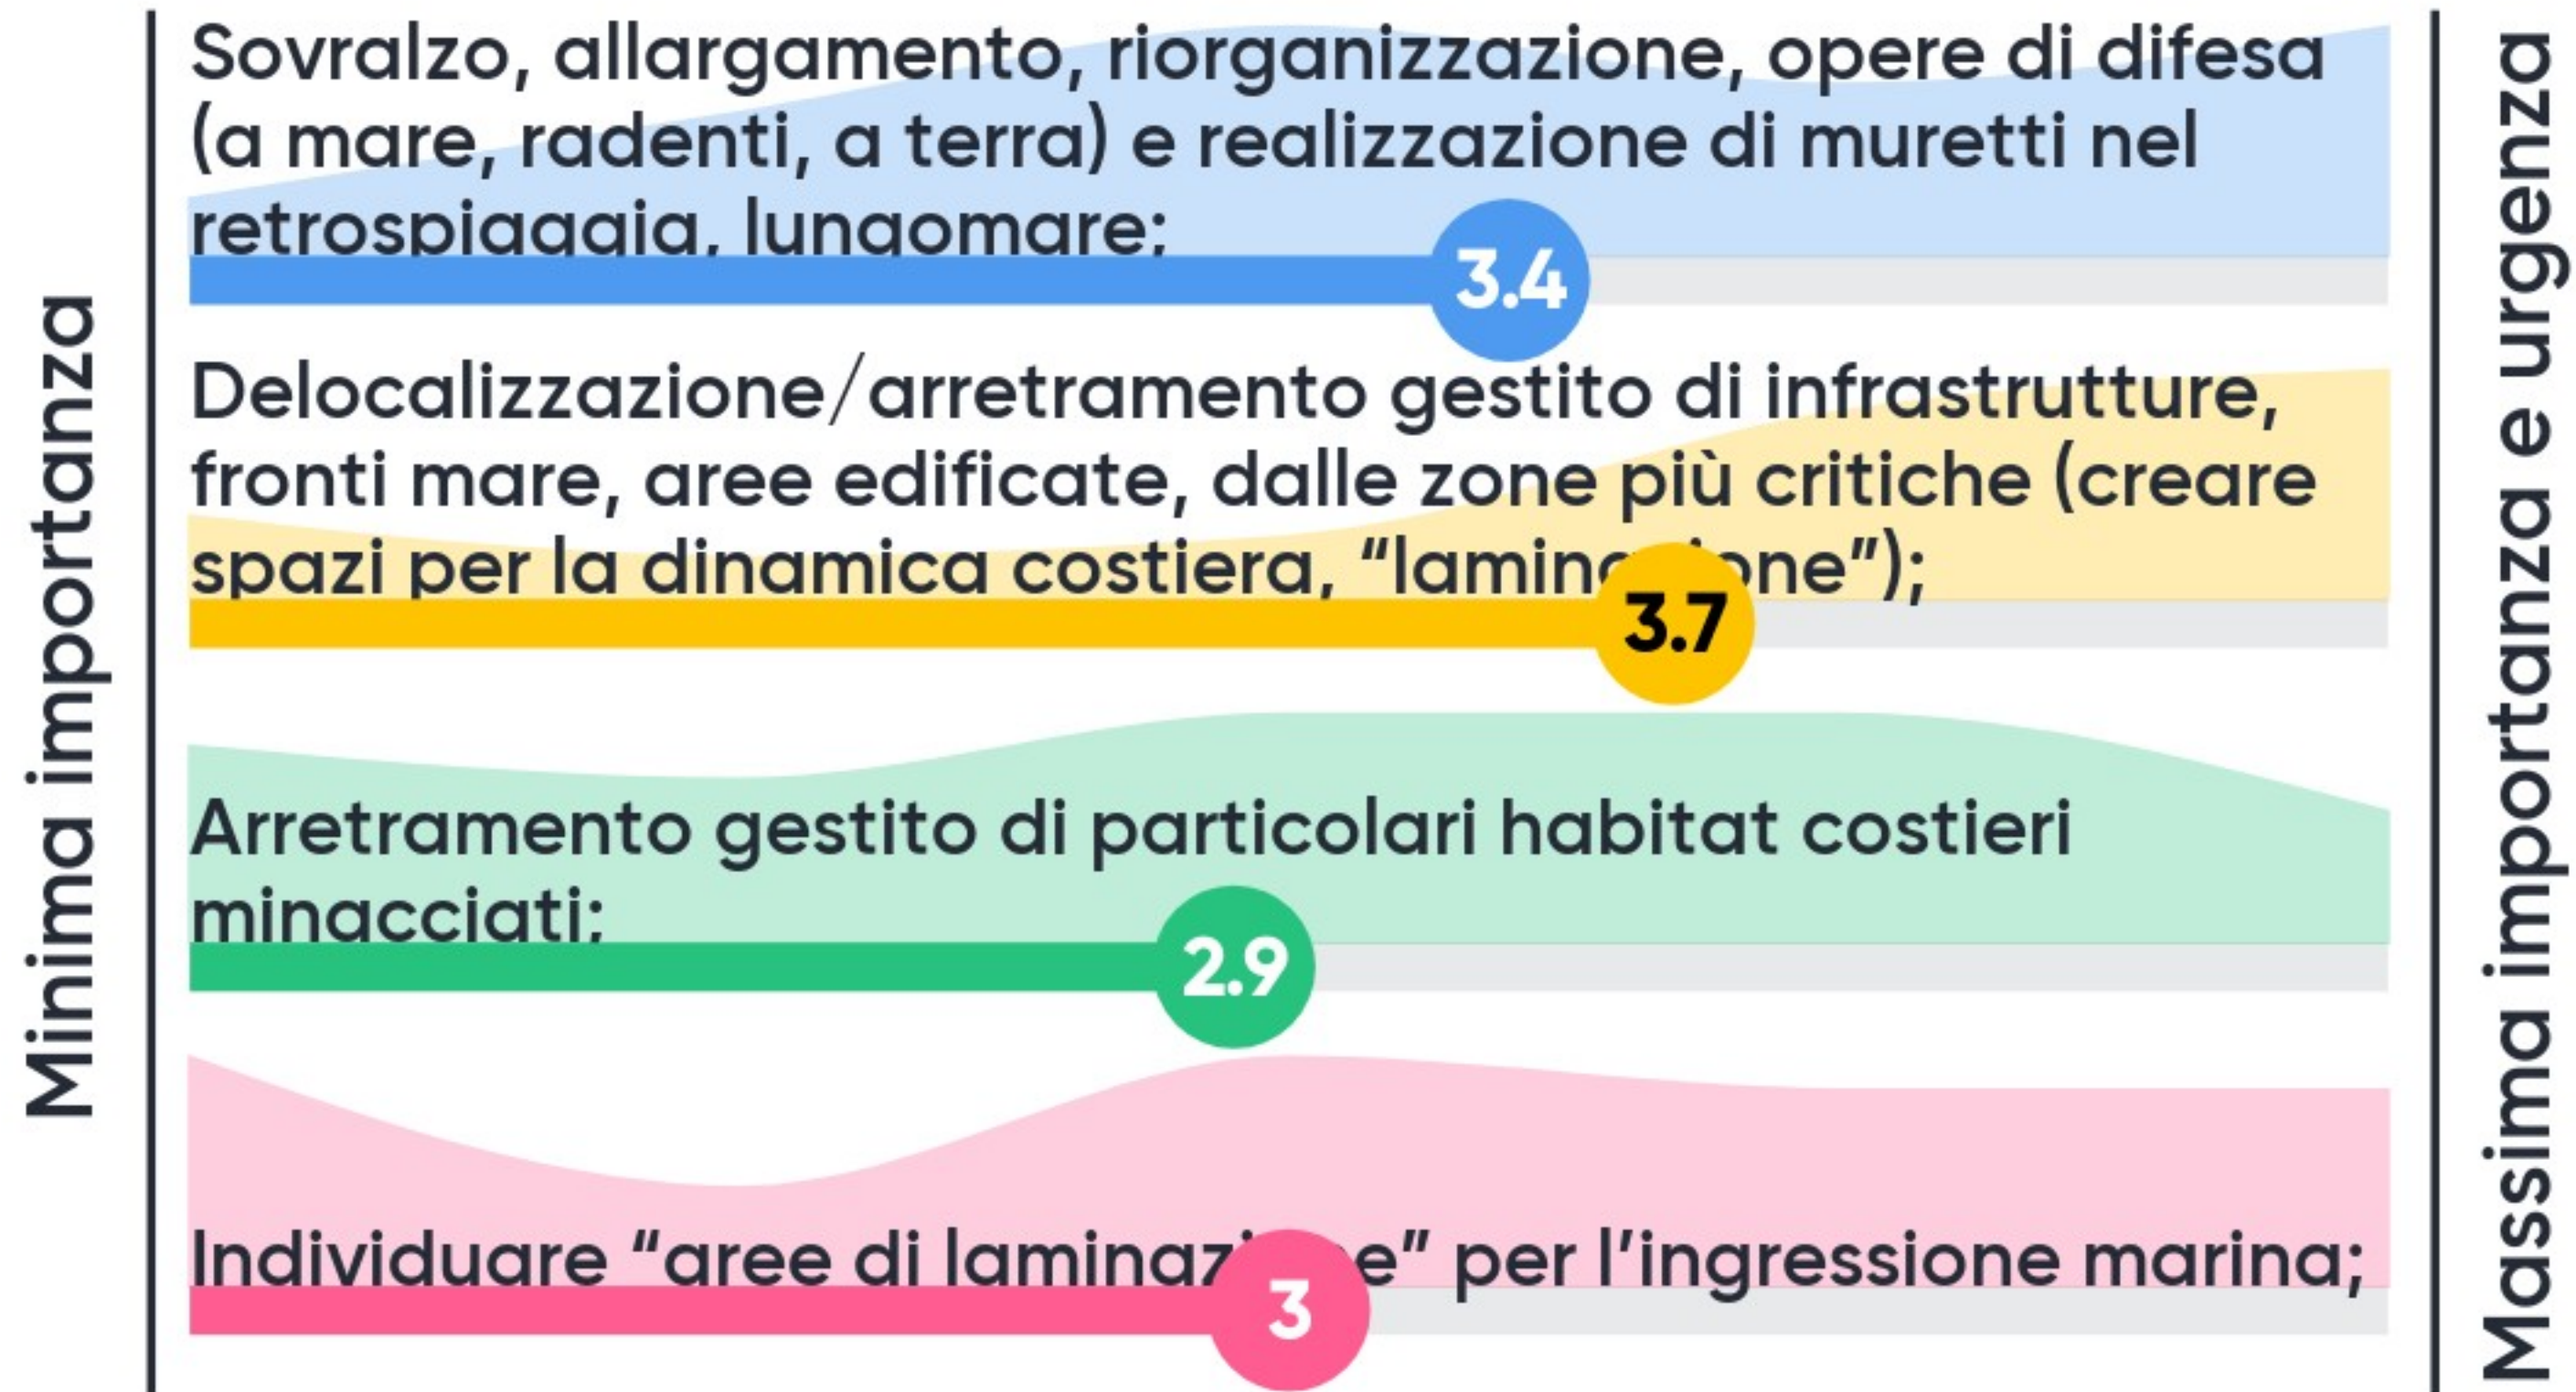 Minima importanza
Sovralzo, allargamento, riorganizzazione, opere di difesa
(a mare, radenti, a terra) e realizzazione di muretti nel
retrospiaggia, lungomare;
3.4
Delocalizzazione/arretramento gestito di infrastrutture,
fronti mare, aree edificate, dalle zone più critiche (creare
spazi per la dinamica costiera, “laminazione”);
3.7
Arretramento gestito di particolari habitat costieri
minacciati;
2.9
Individuare “aree di laminazione” per l’ingressione marina;
3
Massima importanza e urgenza